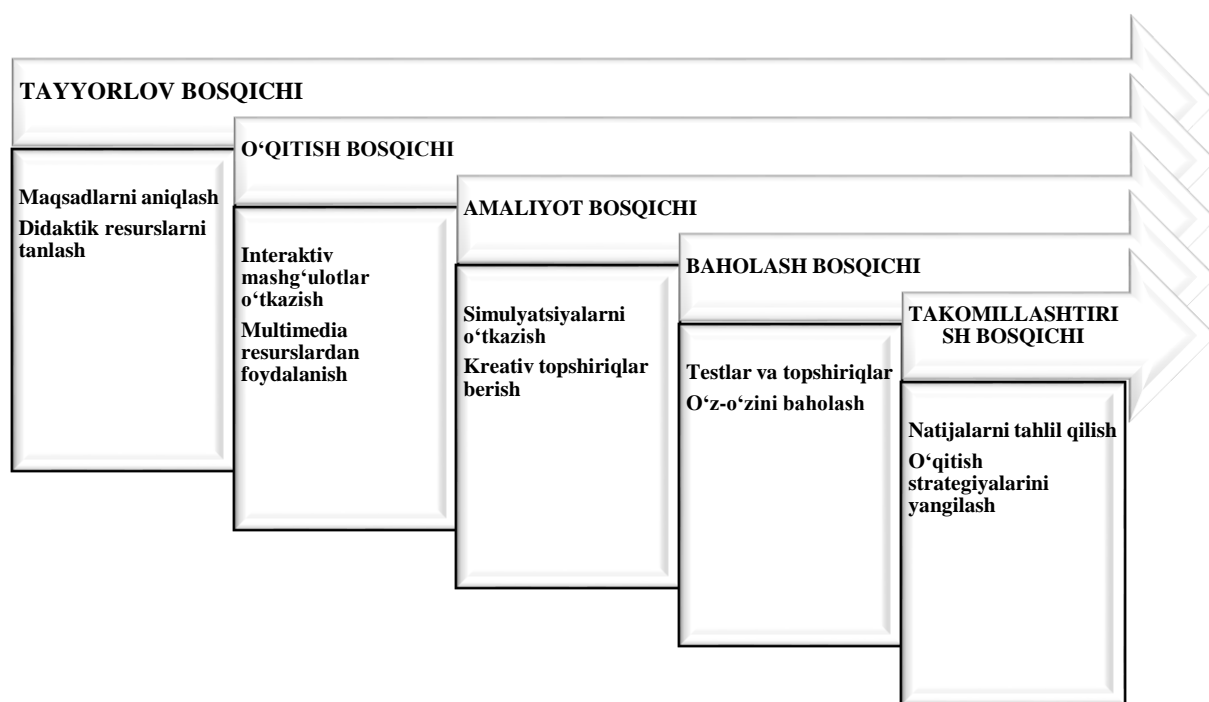 TAYYORLOV BOSQICHI
Maqsadlarni aniqlash
Didaktik resurslarni
tanlash
O‘QITISH BOSQICHI
Interaktiv
mashg‘ulotlar
o‘tkazish
Multimedia
resurslardan
foydalanish
AMALIYOT BOSQICHI
Simulyatsiyalarni
o‘tkazish
Kreativ topshiriqlar
berish
BAHOLASH BOSQICHI
Testlar va topshiriqlar
O‘z-o‘zini baholash
TAKOMILLASHTIRI
SH BOSQICHI
Natijalarni tahlil qilish
O‘qitish
strategiyalarini
yangilash